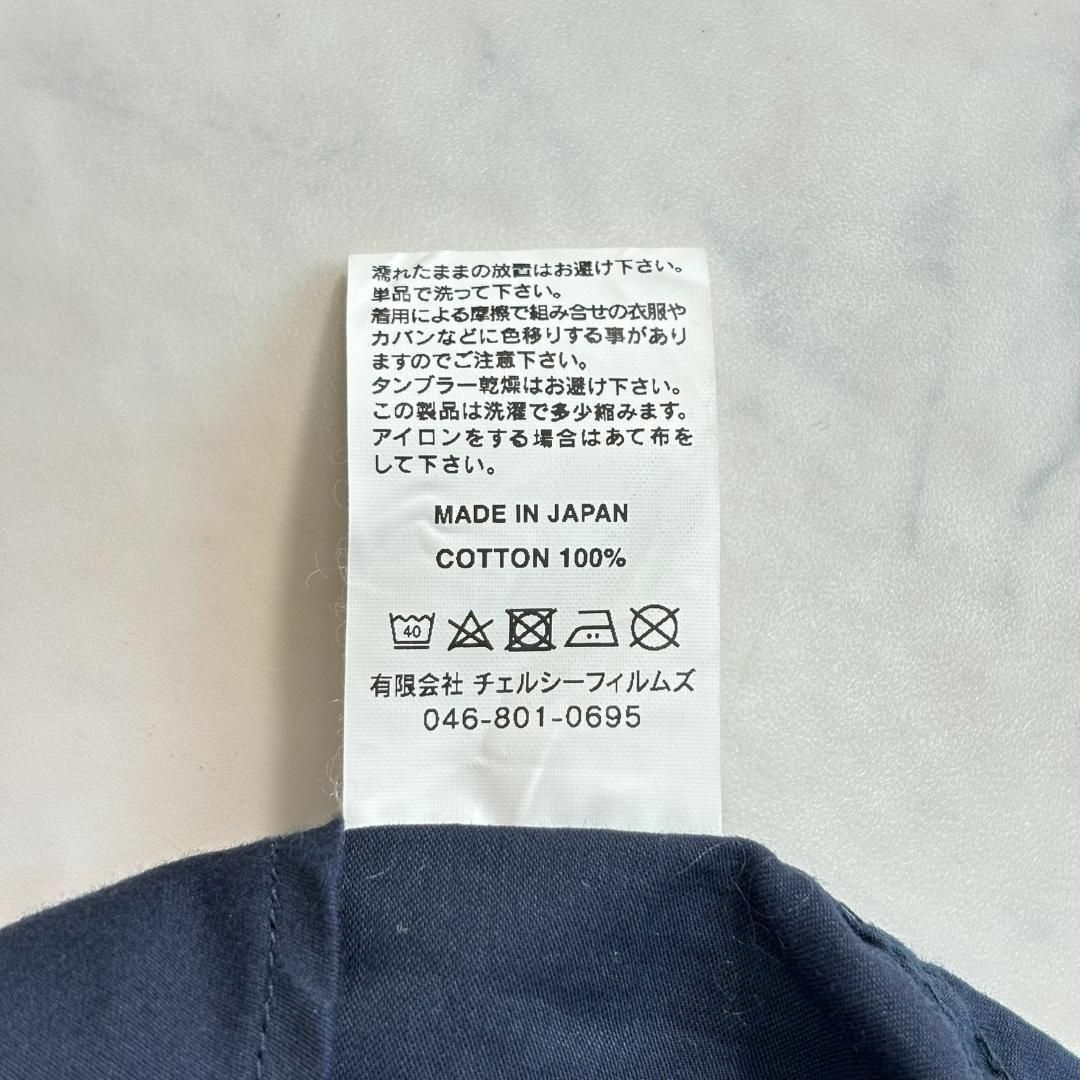 濡れたままの放置はお避け下さい。
単品で洗って下さい。
着用による摩擦で組み合せの衣服や
カバンなどに色移りする事があり
ますのでご注意下さい。
タンブラー乾燥はお避け下さい。
この製品は洗濯で多少縮みます。
アイロンをする場合はあて布を
して下さい。
MADE IN JAPAN
COTTON 100%
40
有限会社 チェルシーフィルムズ
046-801-0695